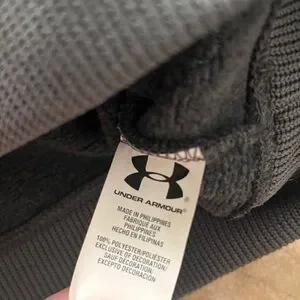 UNDER ARMOUR
MADE IN PHILIPPINES
FABRIQUÉ AUX
PHILIPPINES
HECHO EN FILIPINAS
100% POLYESTER/POLIÉSTER
EXCLUSIVE OF DECORATION/
SAUF DÉCORATION/
EXCEPTO DECORACIÓN